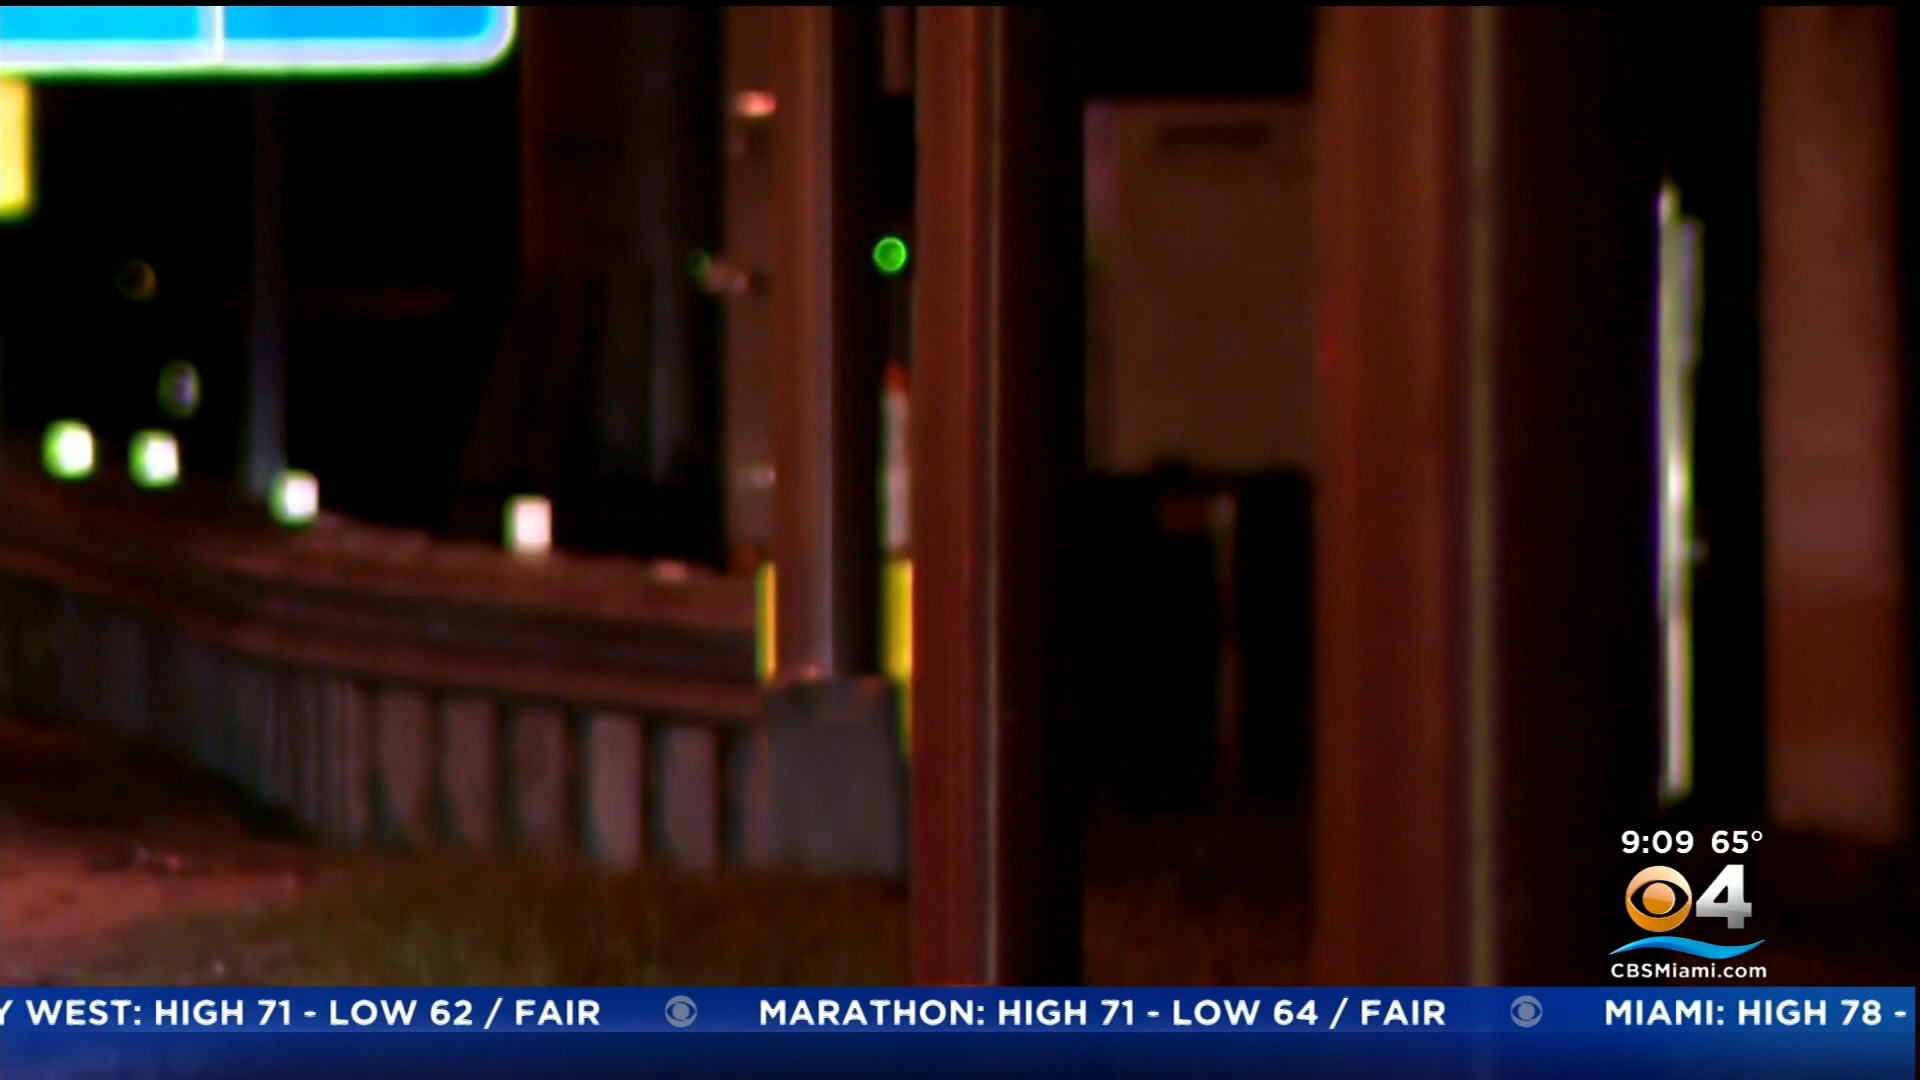 9:09 65°
4
CBSMiami.com
Y WEST: HIGH 71 - LOW 62 / FAIR MARATHON: HIGH 71 - LOW 64 / FAIR MIAMI: HIGH 78 -